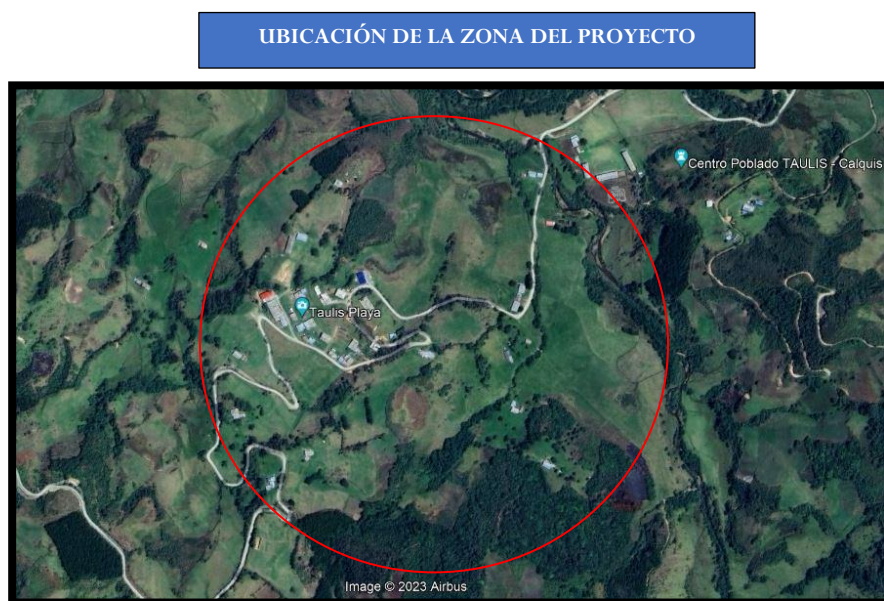 UBICACIÓN DE LA ZONA DEL PROYECTO
Centro Poblado TAULIS - Calquis
Taulis Playa
Image © 2023 Airbus